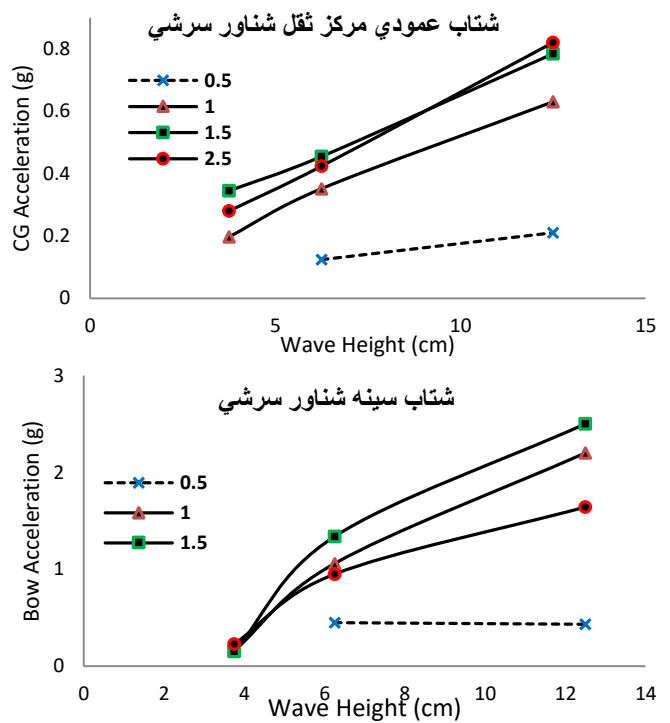 شتاب عمودي مركز ثقل شناور سرشي
0.8
0.6
0.4
0.2
0
CG Acceleration (g)
0.5
1
1.5
2.5
0 5 10 15
Wave Height (cm)
شتاب سينه شناور سرشي
3
2
1
0
Bow Acceleration (g)
0.5
1
1.5
0 2 4 6 8 10 12 14
Wave Height (cm)